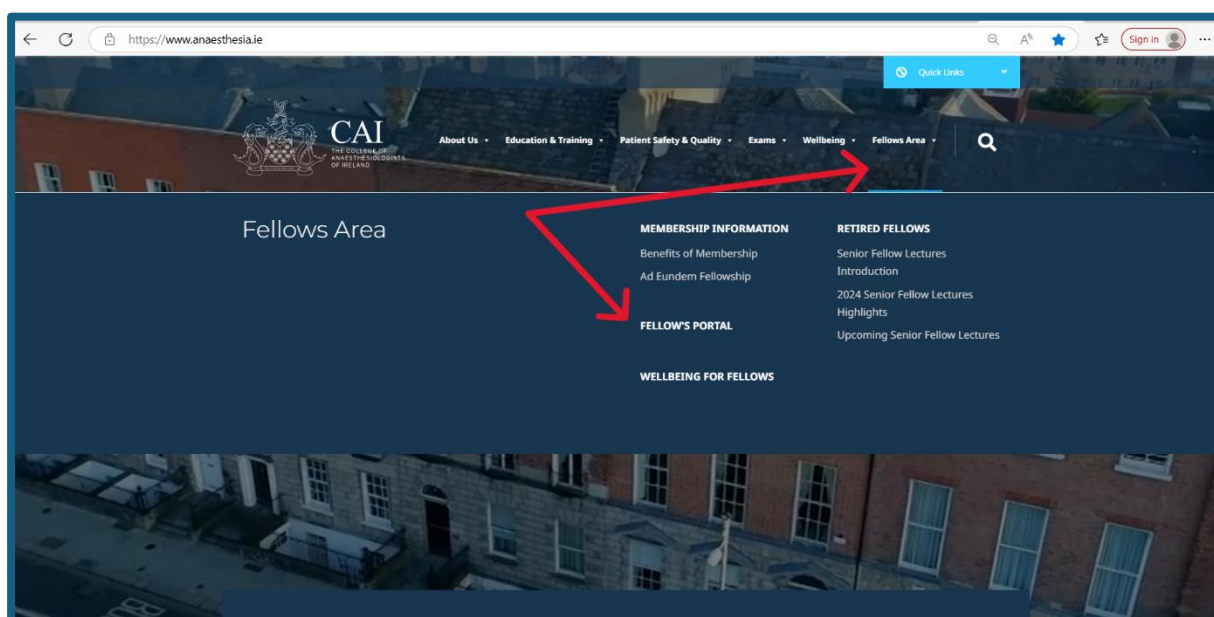 https://www.anaesthesia.ie
Sign in
Quick Links
CAI
THE COLLEGE OF
ANAESTHESIOLOGISTS
OF IRELAND
About Us
Education & Training
Patient Safety & Quality
Exams
Wellbeing
Fellows Area
Fellows Area
MEMBERSHIP INFORMATION
Benefits of Membership
Ad Eundem Fellowship
FELLOW'S PORTAL
WELLBEING FOR FELLOWS
RETIRED FELLOWS
Senior Fellow Lectures
Introduction
2024 Senior Fellow Lectures
Highlights
Upcoming Senior Fellow Lectures